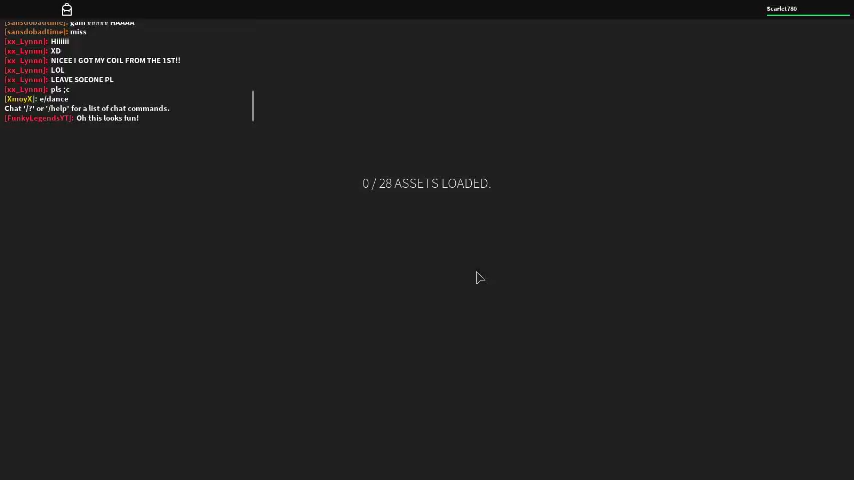 Scarlet780
[sansdobadtime]:
[sansdobadtime]: miss
[xx_Lynnn]: Hiiiiii
[xx_Lynnn]: XD
[xx_Lynnn]: NICEE I GOT MY COIL FROM THE 1ST!!
[xx_Lynnn]: LOL
[xx_Lynnn]: LEAVE SOEONE PL
[xx_Lynnn]: pls ;c
[XmoyX]: e/dance
Chat '/?' or '/help' for a list of chat commands.
[FunkyLegendsYT]: Oh this looks fun!
0 / 28 ASSETS LOADED.